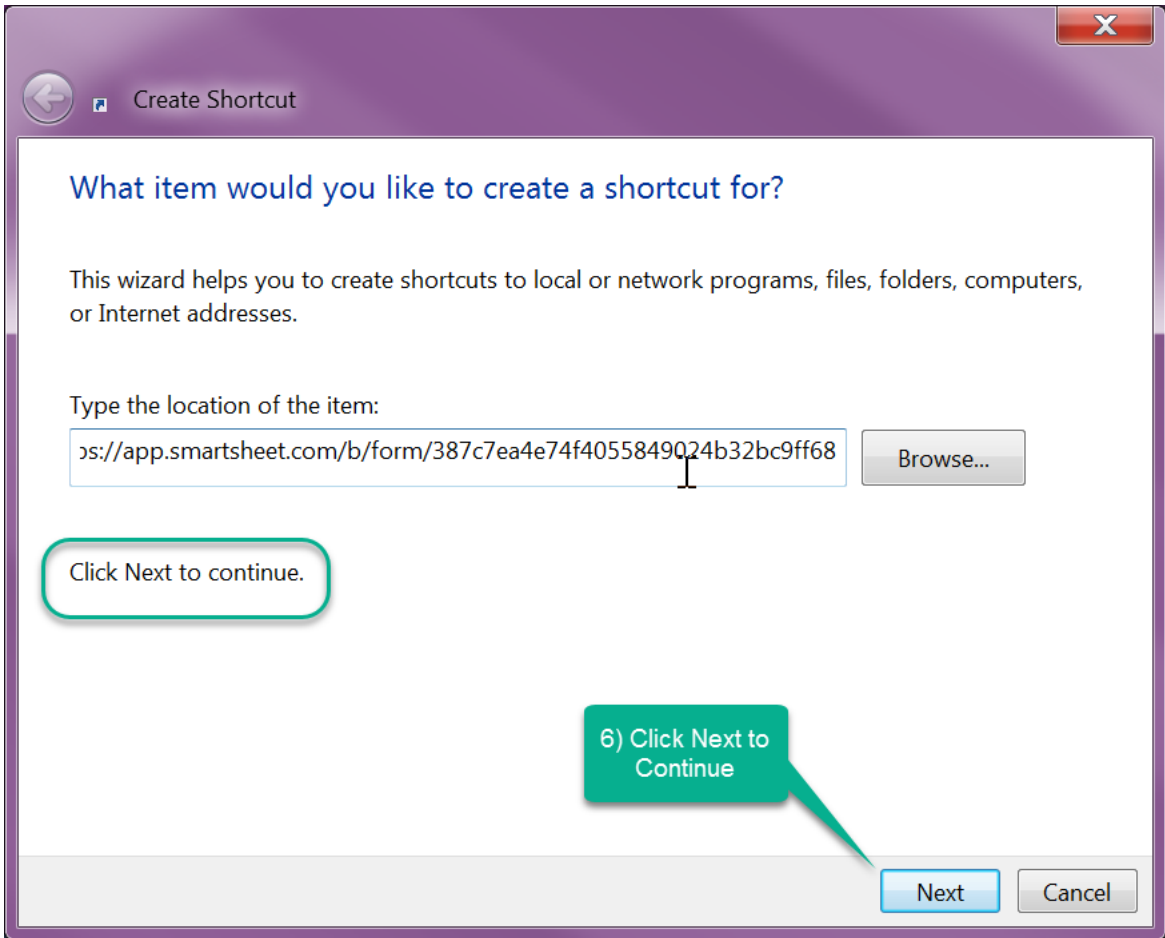 Create Shortcut
What item would you like to create a shortcut for?
This wizard helps you to create shortcuts to local or network programs, files, folders, computers,
or Internet addresses.
Type the location of the item:
os://app.smartsheet.com/b/form/387c7ea4e74f4055849024b32bc9ff68
Browse...
Click Next to continue.
6) Click Next to
Continue
Next
Cancel